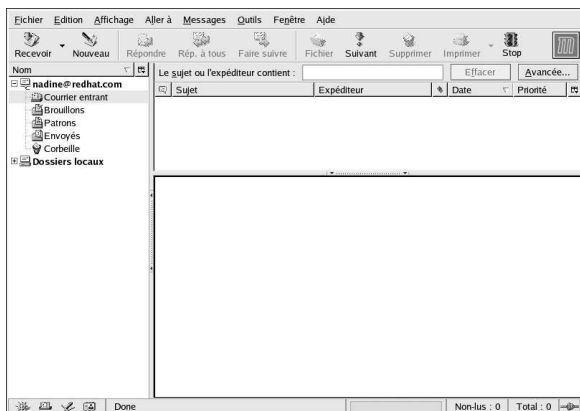 Fichier Edition Affichage Aller à Messages Outils Fenêtre Aide
Recevoir Nouveau Répondre Rép. à tous Faire suivre Fichier Suivant Supprimer Imprimer Stop
Nom
Le sujet ou l'expéditeur contient : Effacer Avancée...
nadine@redhat.com
Sujet Expéditeur Date Priorité
Courrier entrant
Brouillons
Patrons
Envoyés
Corbeille
Dossiers locaux
Done Non-lus : 0 Total : 0